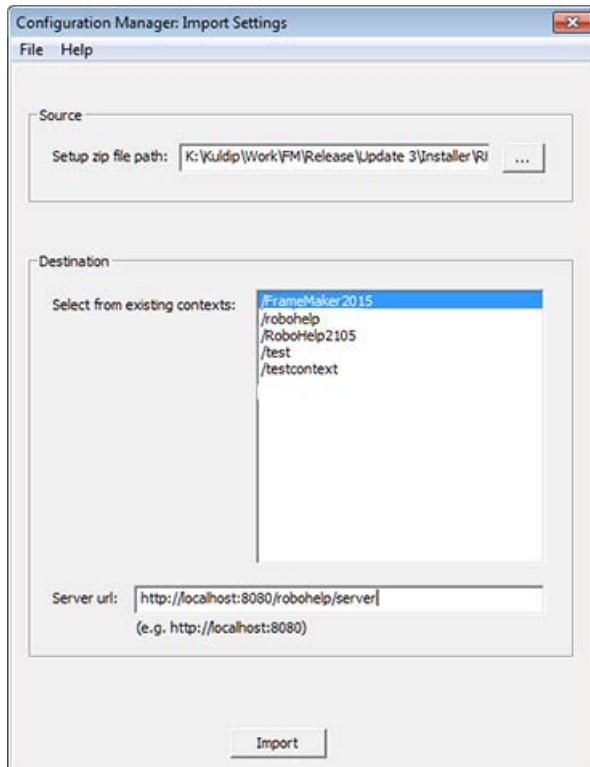 Configuration Manager: Import Settings
File Help
Source
Setup zip file path: K:\Kuldip\Work\FM\Release\Update 3\Installer\RI ...
Destination
Select from existing contexts: /FrameMaker2015
/robohelp
/RoboHelp2105
/test
/testcontext
Server url: http://localhost:8080/robohelp/server
(e.g. http://localhost:8080)
Import